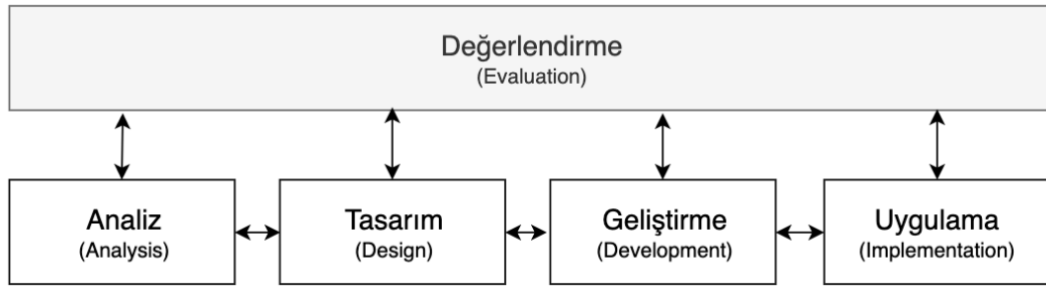 Değerlendirme
(Evaluation)
Analiz
(Analysis)
Tasarım
(Design)
Geliştirme
(Development)
Uygulama
(Implementation)